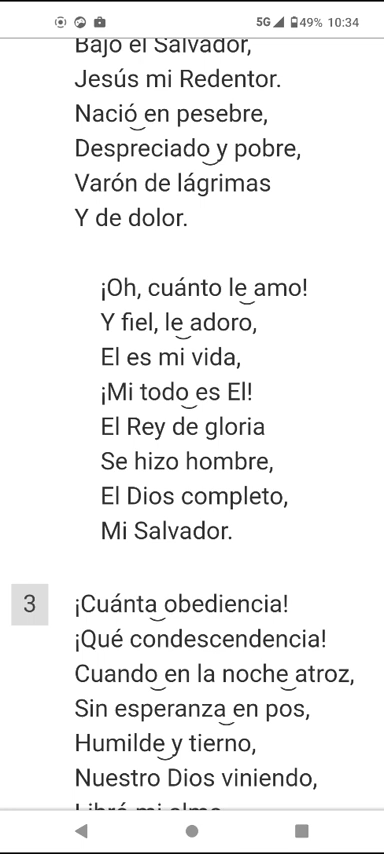 5G 49% 10:34
Bajo el Salvador,
Jesús mi Redentor.
Nació‿en pesebre,
Despreciado‿y pobre,
Varón de lágrimas
Y de dolor.
¡Oh, cuánto le‿amo!
Y fiel, le‿adoro,
El es mi vida,
¡Mi todo‿es El!
El Rey de gloria
Se hizo hombre,
El Dios completo,
Mi Salvador.
3 ¡Cuánta‿obediencia!
¡Qué condescendencia!
Cuando‿en la noche‿atroz,
Sin esperanza‿en pos,
Humilde‿y tierno,
Nuestro Dios viniendo,